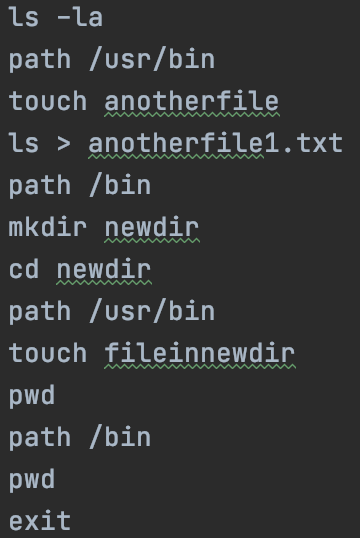 ls -la
path /usr/bin
touch anotherfile
ls > anotherfile1.txt
path /bin
mkdir newdir
cd newdir
path /usr/bin
touch fileinnewdir
pwd
path /bin
pwd
exit